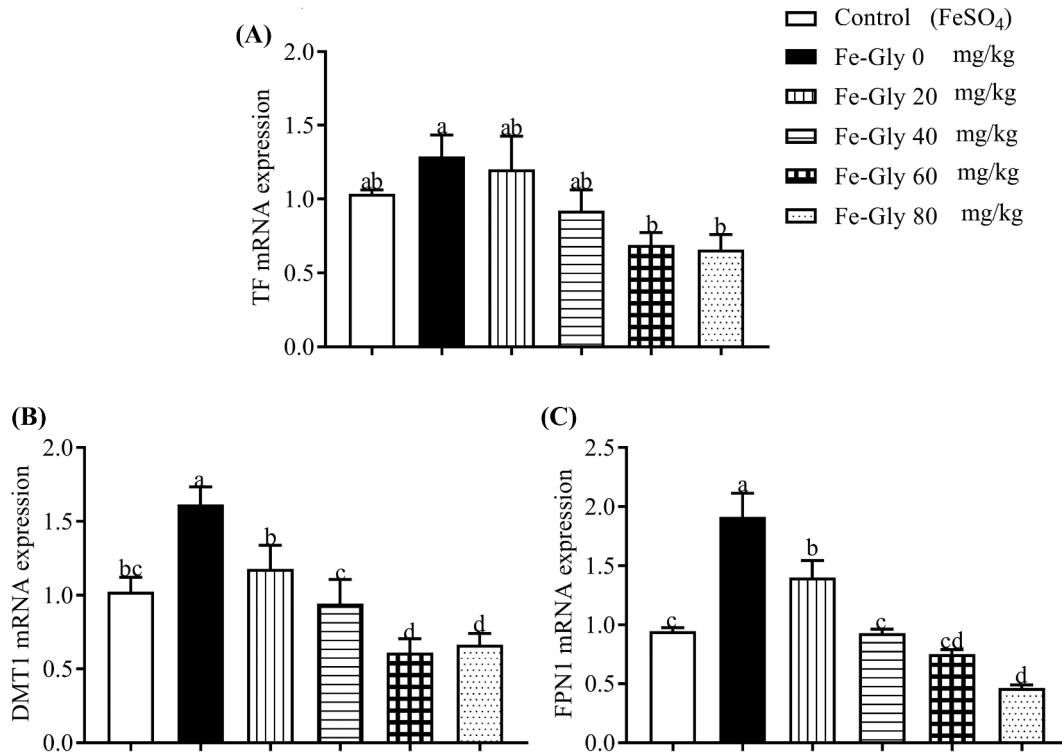 Control (FeSO4)
Fe-Gly 0 mg/kg
Fe-Gly 20 mg/kg
Fe-Gly 40 mg/kg
Fe-Gly 60 mg/kg
Fe-Gly 80 mg/kg
(A)
TF mRNA expression
2.0
1.5
1.0
0.5
0.0
ab
a
ab
ab
b
b
(B)
DMT1 mRNA expression
2.0
1.5
1.0
0.5
0.0
bc
a
b
c
d
d
(C)
FPN1 mRNA expression
2.5
2.0
1.5
1.0
0.5
0.0
c
a
b
c
cd
d